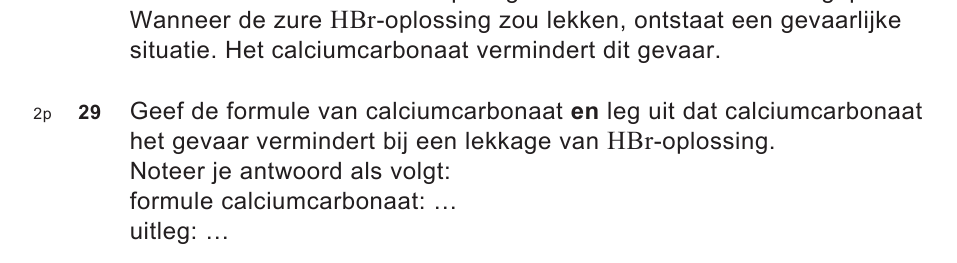 Wanneer de zure HBr-oplossing zou lekken, ontstaat een gevaarlijke
situatie. Het calciumcarbonaat vermindert dit gevaar.
2p 29 Geef de formule van calciumcarbonaat en leg uit dat calciumcarbonaat
het gevaar vermindert bij een lekkage van HBr-oplossing.
Noteer je antwoord als volgt:
formule calciumcarbonaat: …
uitleg: …